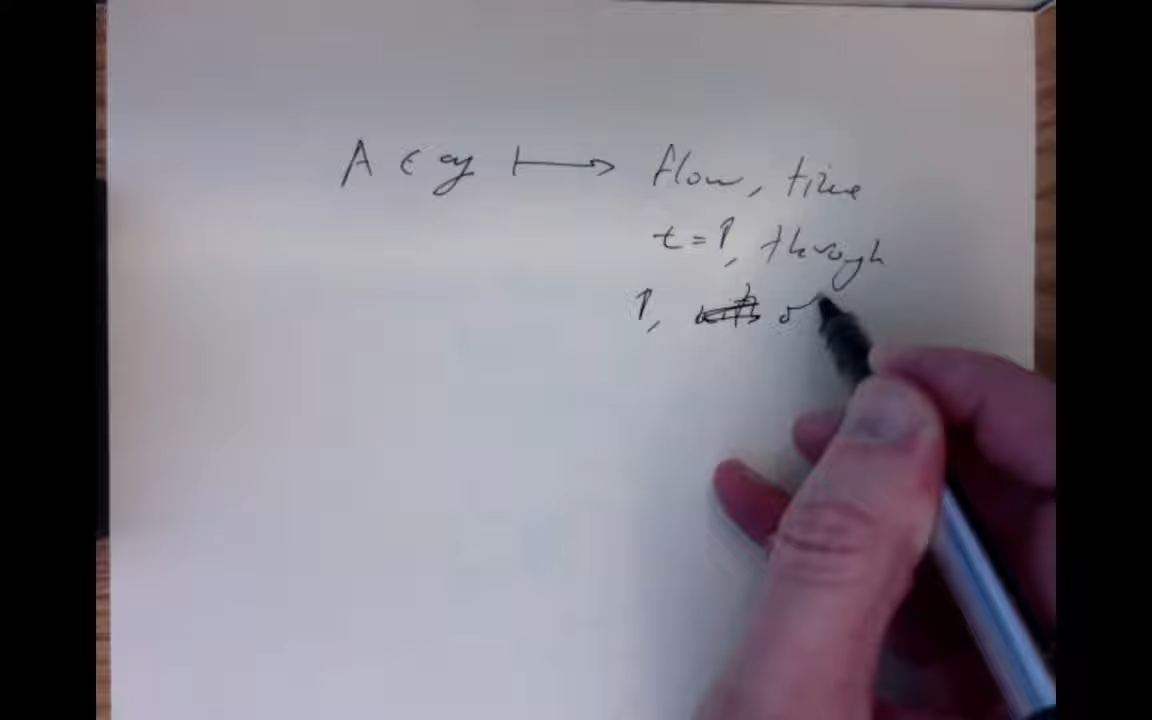 A ∈ 𝔤 ⟼ flow, time
t=1, through
1, o